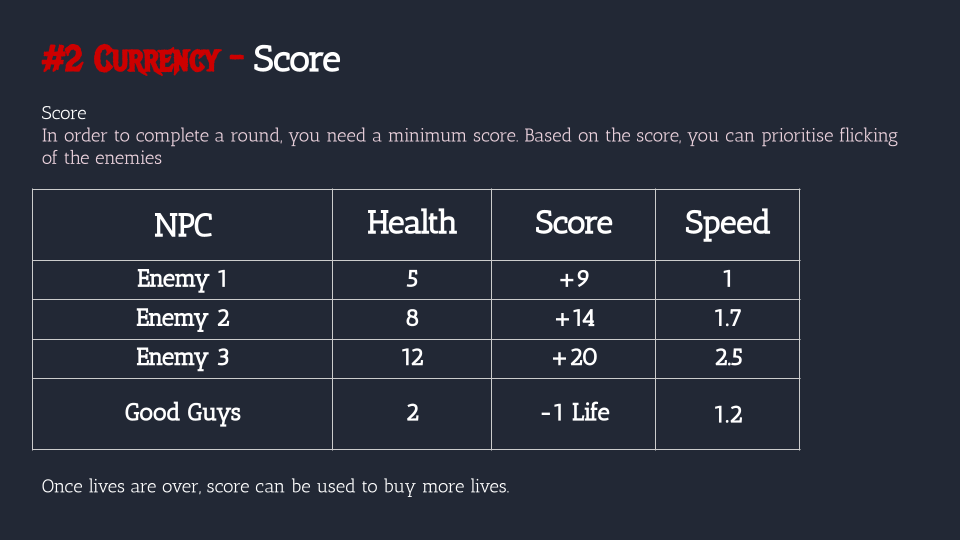 #2 Currency - Score
Score
In order to complete a round, you need a minimum score. Based on the score, you can prioritise flicking
of the enemies
NPC Health Score Speed
Enemy 1 5 +9 1
Enemy 2 8 +14 1.7
Enemy 3 12 +20 2.5
Good Guys 2 -1 Life 1.2
Once lives are over, score can be used to buy more lives.